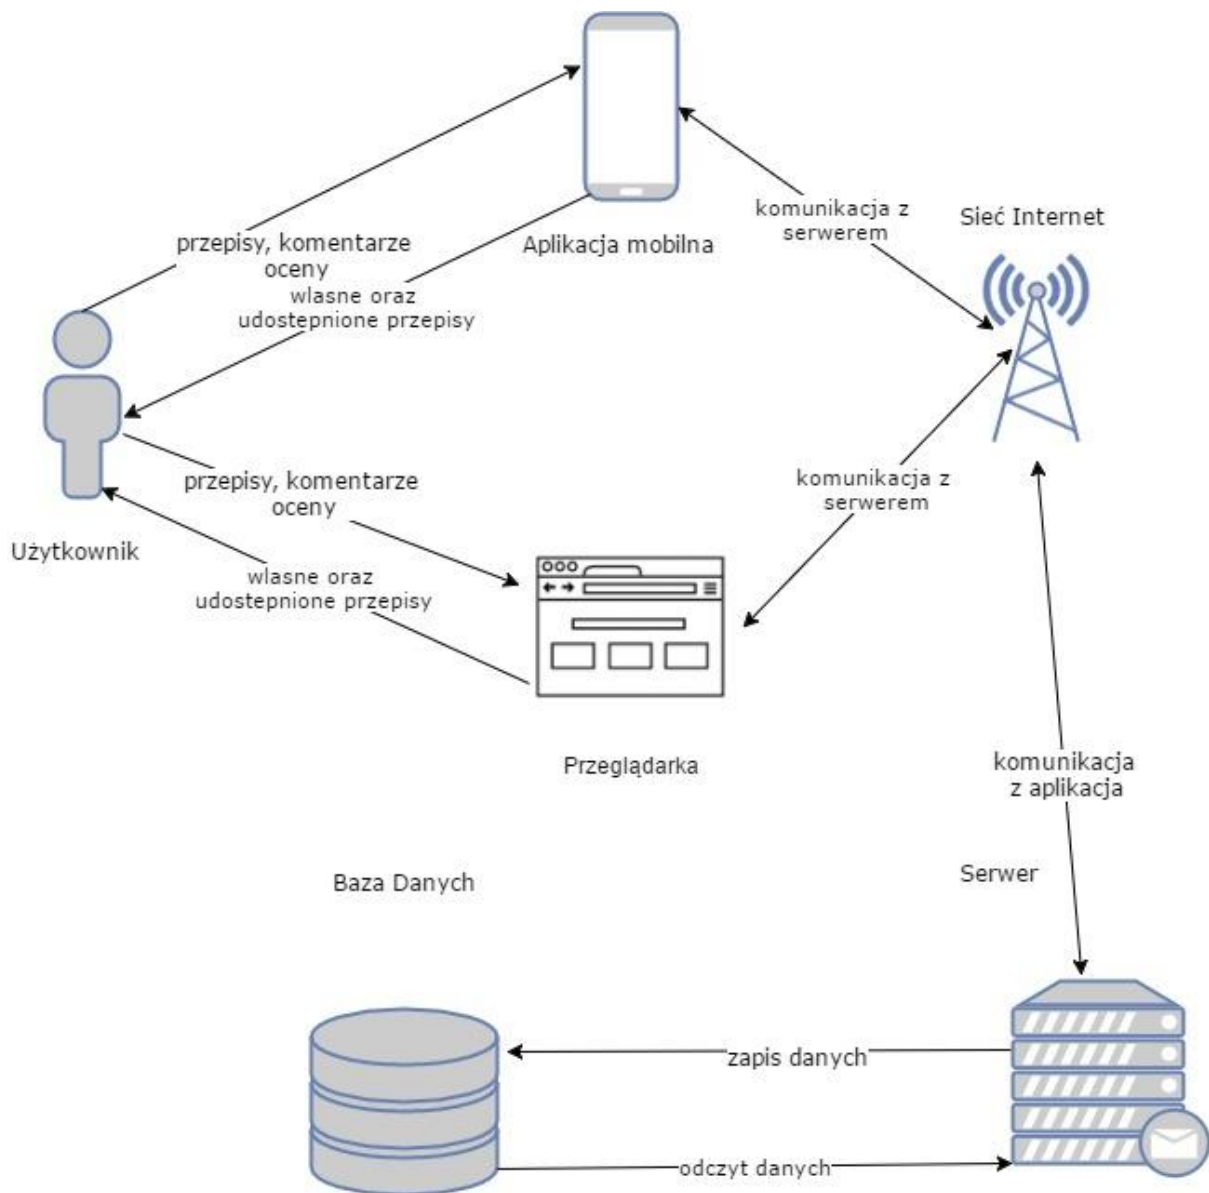 komunikacja z
serwerem
Sieć Internet
przepisy, komentarze
oceny
Aplikacja mobilna
wlasne oraz
udostepnione przepisy
przepisy, komentarze
oceny
komunikacja z
serwerem
Użytkownik
wlasne oraz
udostepnione przepisy
Przeglądarka
komunikacja
z aplikacja
Baza Danych
Serwer
zapis danych
odczyt danych